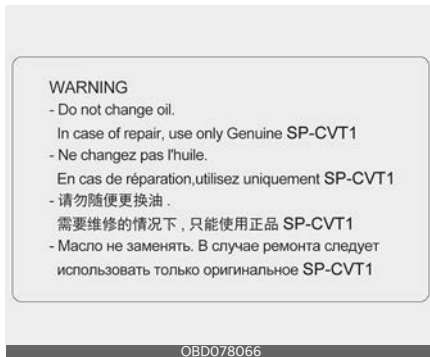 WARNING
- Do not change oil.
In case of repair, use only Genuine SP-CVT1
- Ne changez pas l'huile.
En cas de réparation,utilisez uniquement SP-CVT1
- 请勿随便更换油 .
需要维修的情况下 , 只能使用正品 SP-CVT1
- Масло не заменять. В случае ремонта следует
использовать только оригинальное SP-CVT1
OBD078066